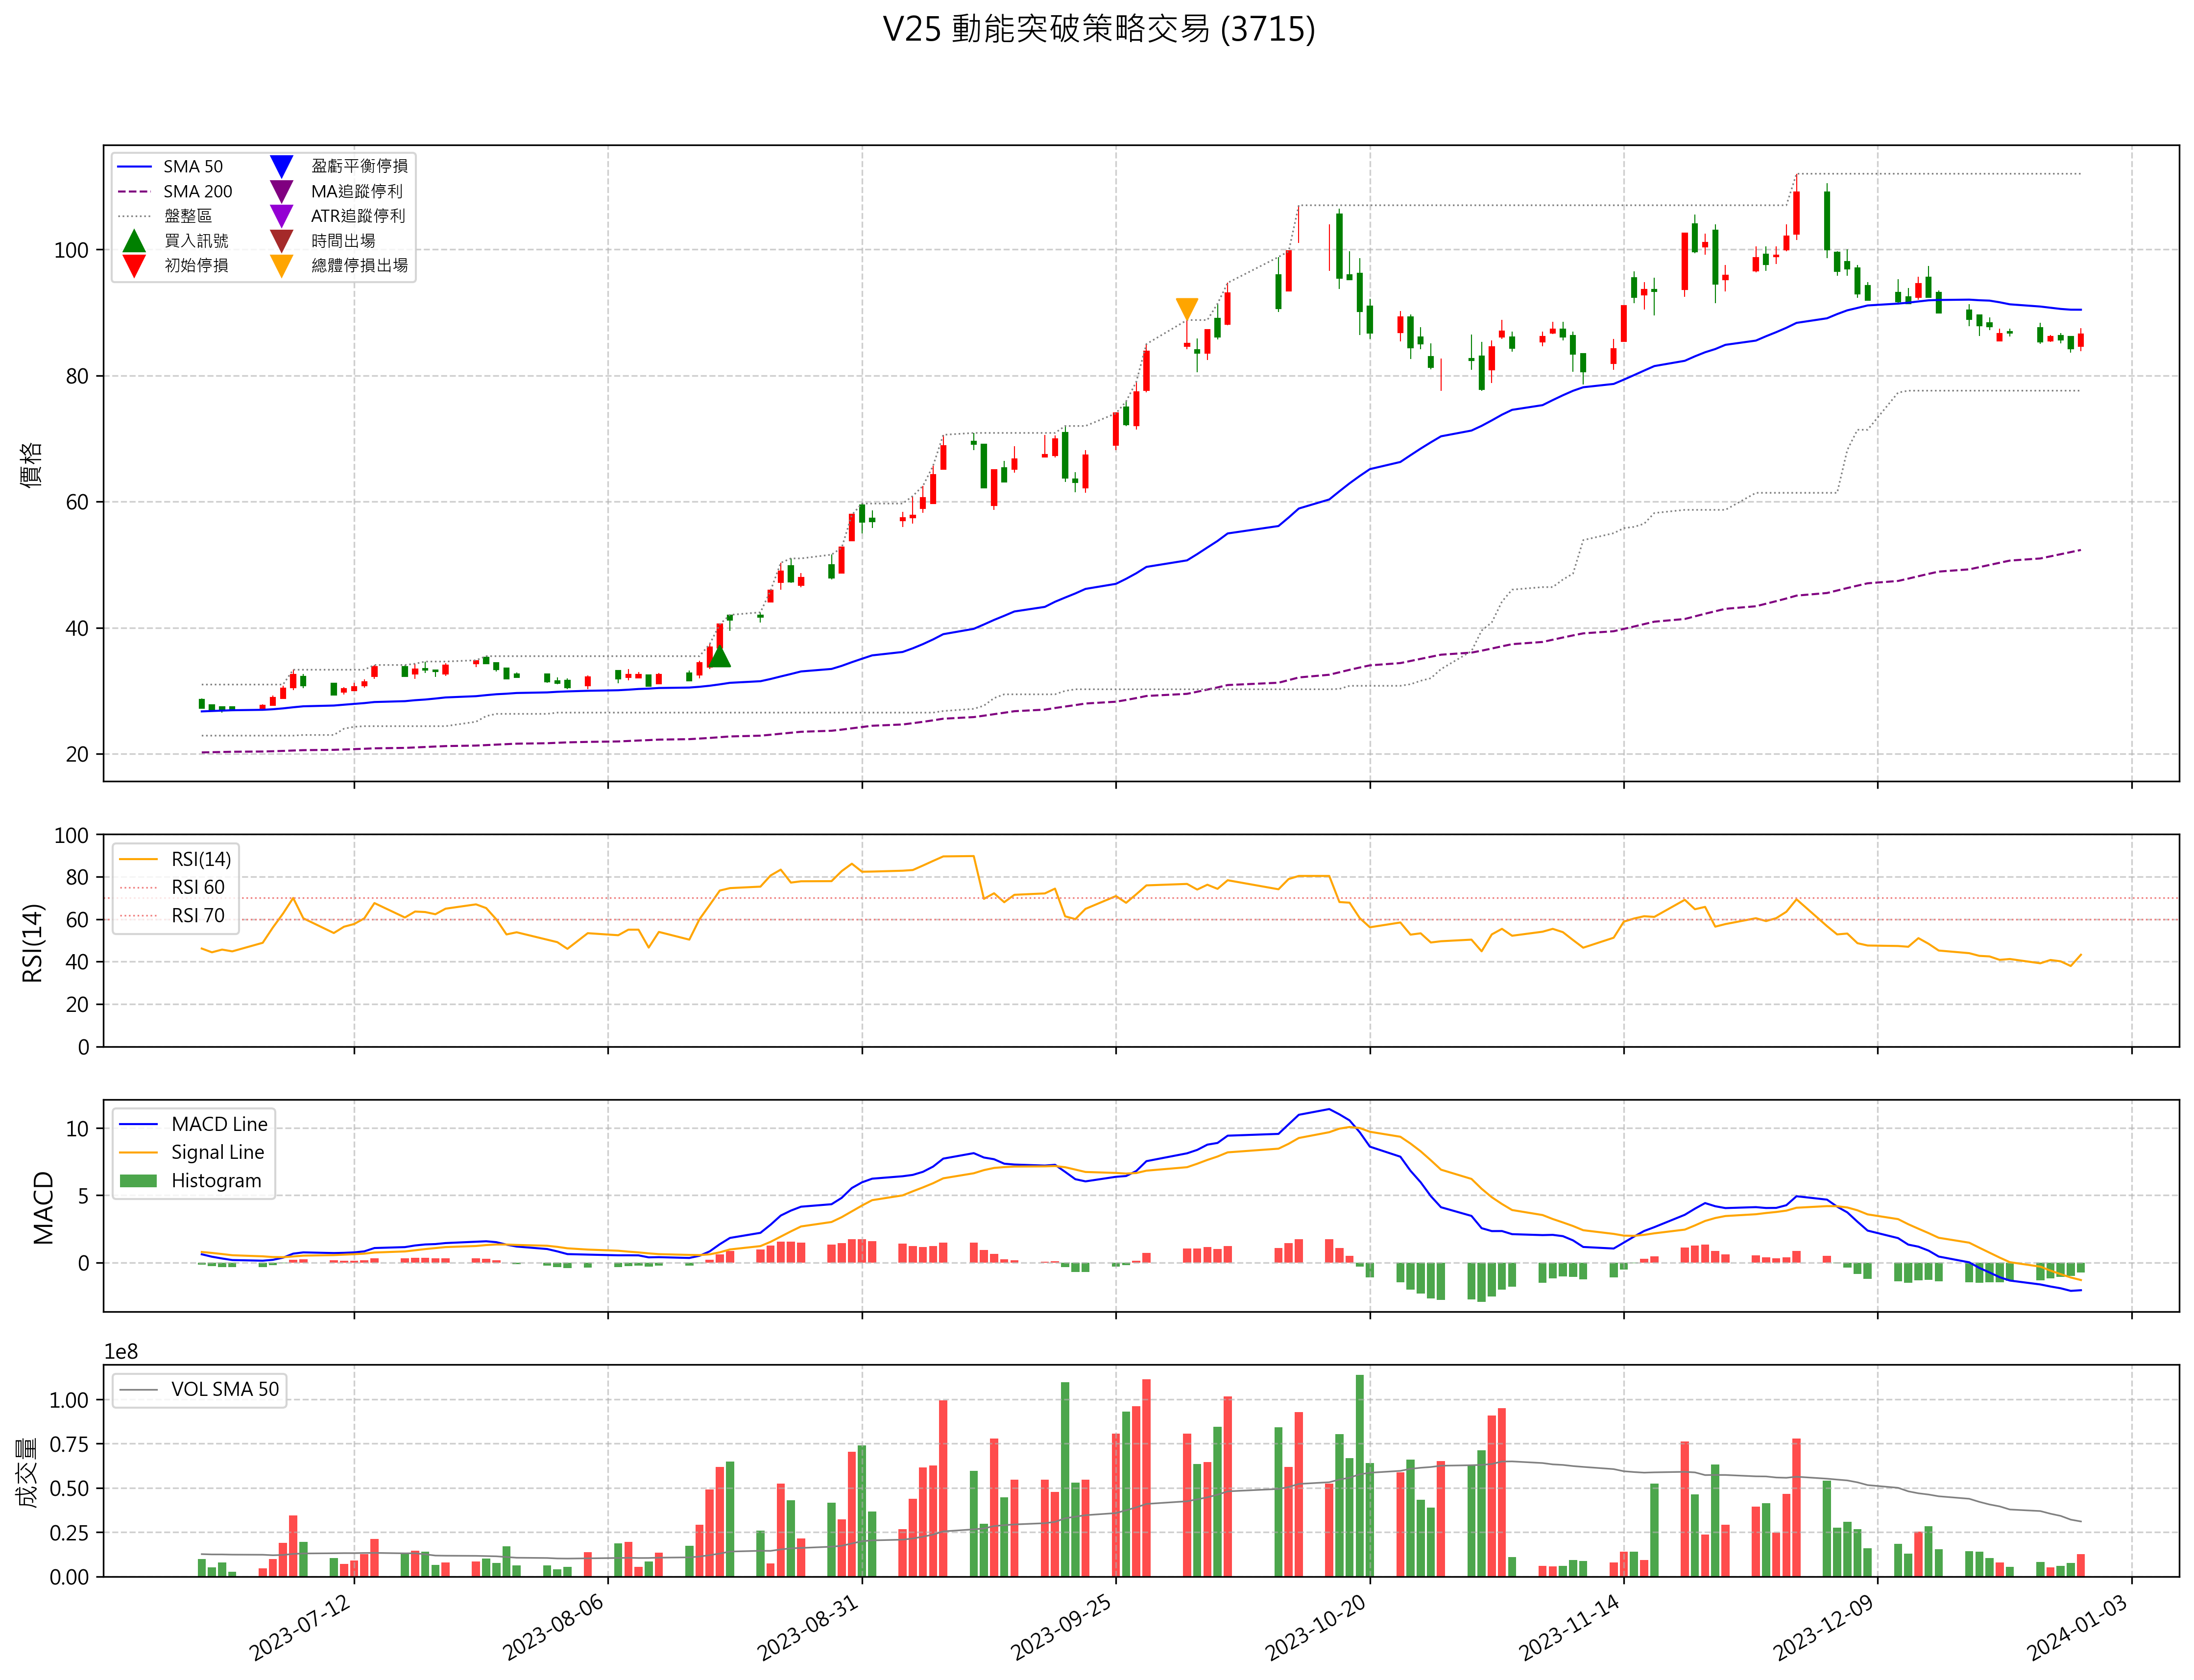 V25 動能突破策略交易 (3715)
SMA 50
SMA 200
盤整區
買入訊號
初始停損
盈虧平衡停損
MA追蹤停利
ATR追蹤停利
時間出場
總體停損出場
價格
100
80
60
40
20
RSI(14)
RSI 60
RSI 70
RSI(14)
100
80
60
40
20
0
MACD Line
Signal Line
Histogram
MACD
10
5
0
1e8
VOL SMA 50
成交量
1.00
0.75
0.50
0.25
0.00
2023-07-12
2023-08-06
2023-08-31
2023-09-25
2023-10-20
2023-11-14
2023-12-09
2024-01-03